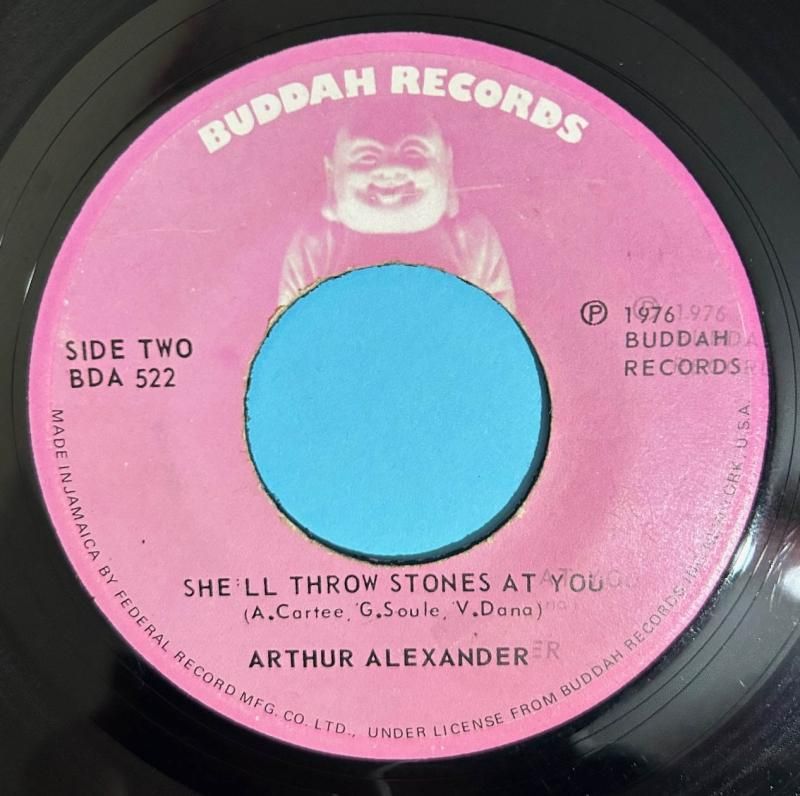 BUDDAH RECORDS
SIDE TWO
BDA 522
Ⓟ 1976
BUDDAH
RECORDS
SHE'LL THROW STONES AT YOU
(A.Cartee, G.Soule, V.Dana)
ARTHUR ALEXANDER
MADE IN JAMAICA BY FEDERAL RECORD MFG. CO. LTD., UNDER LICENSE FROM BUDDAH RECORDS, INC. NEW YORK, U.S.A.